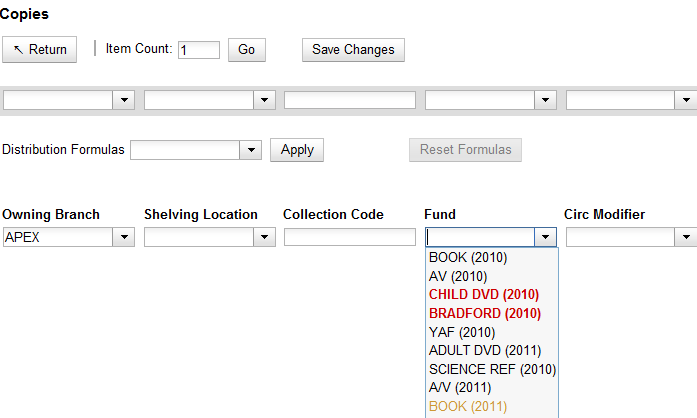 Copies
↖ Return | Item Count: 1 Go Save Changes
Distribution Formulas Apply Reset Formulas
Owning Branch Shelving Location Collection Code Fund Circ Modifier
APEX
BOOK (2010)
AV (2010)
CHILD DVD (2010)
BRADFORD (2010)
YAF (2010)
ADULT DVD (2011)
SCIENCE REF (2010)
A/V (2011)
BOOK (2011)